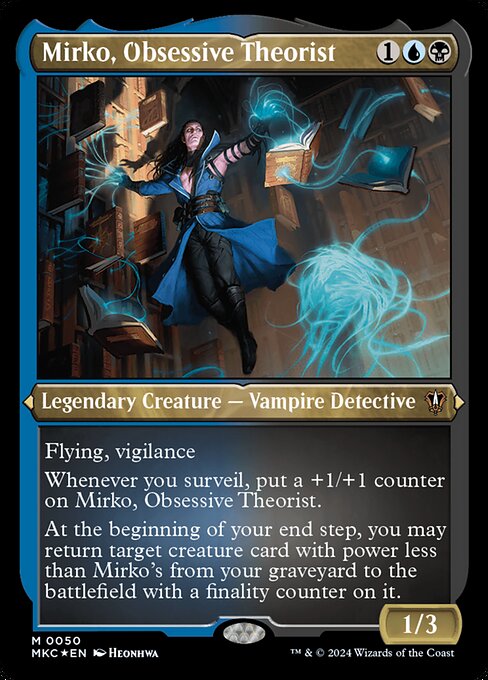 Mirko, Obsessive Theorist 1
Legendary Creature — Vampire Detective
Flying, vigilance
Whenever you surveil, put a +1/+1 counter
on Mirko, Obsessive Theorist.
At the beginning of your end step, you may
return target creature card with power less
than Mirko's from your graveyard to the
battlefield with a finality counter on it.
1/3
M 0050
MKC★EN Heonhwa
™ & © 2024 Wizards of the Coast